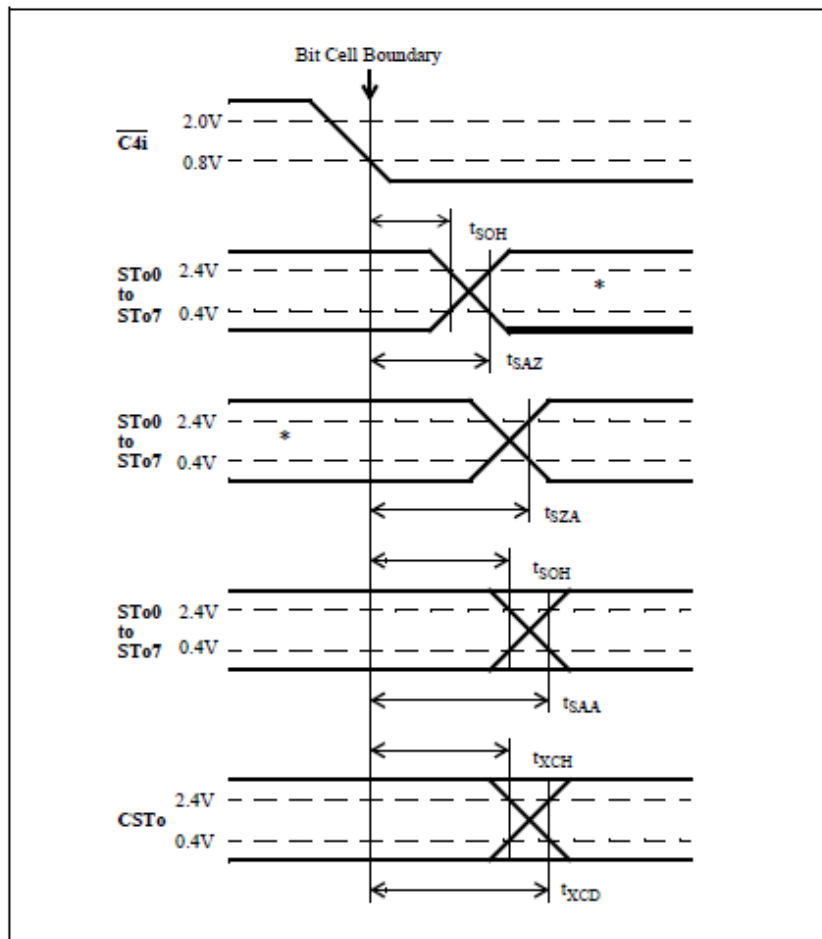 Bit Cell Boundary
C4i
2.0V
0.8V
tSOH
STo0
to
STo7
2.4V
0.4V
*
tSAZ
STo0
to
STo7
2.4V
0.4V
*
tSZA
tSOH
STo0
to
STo7
2.4V
0.4V
tSAA
tXCH
CSTo
2.4V
0.4V
tXCD